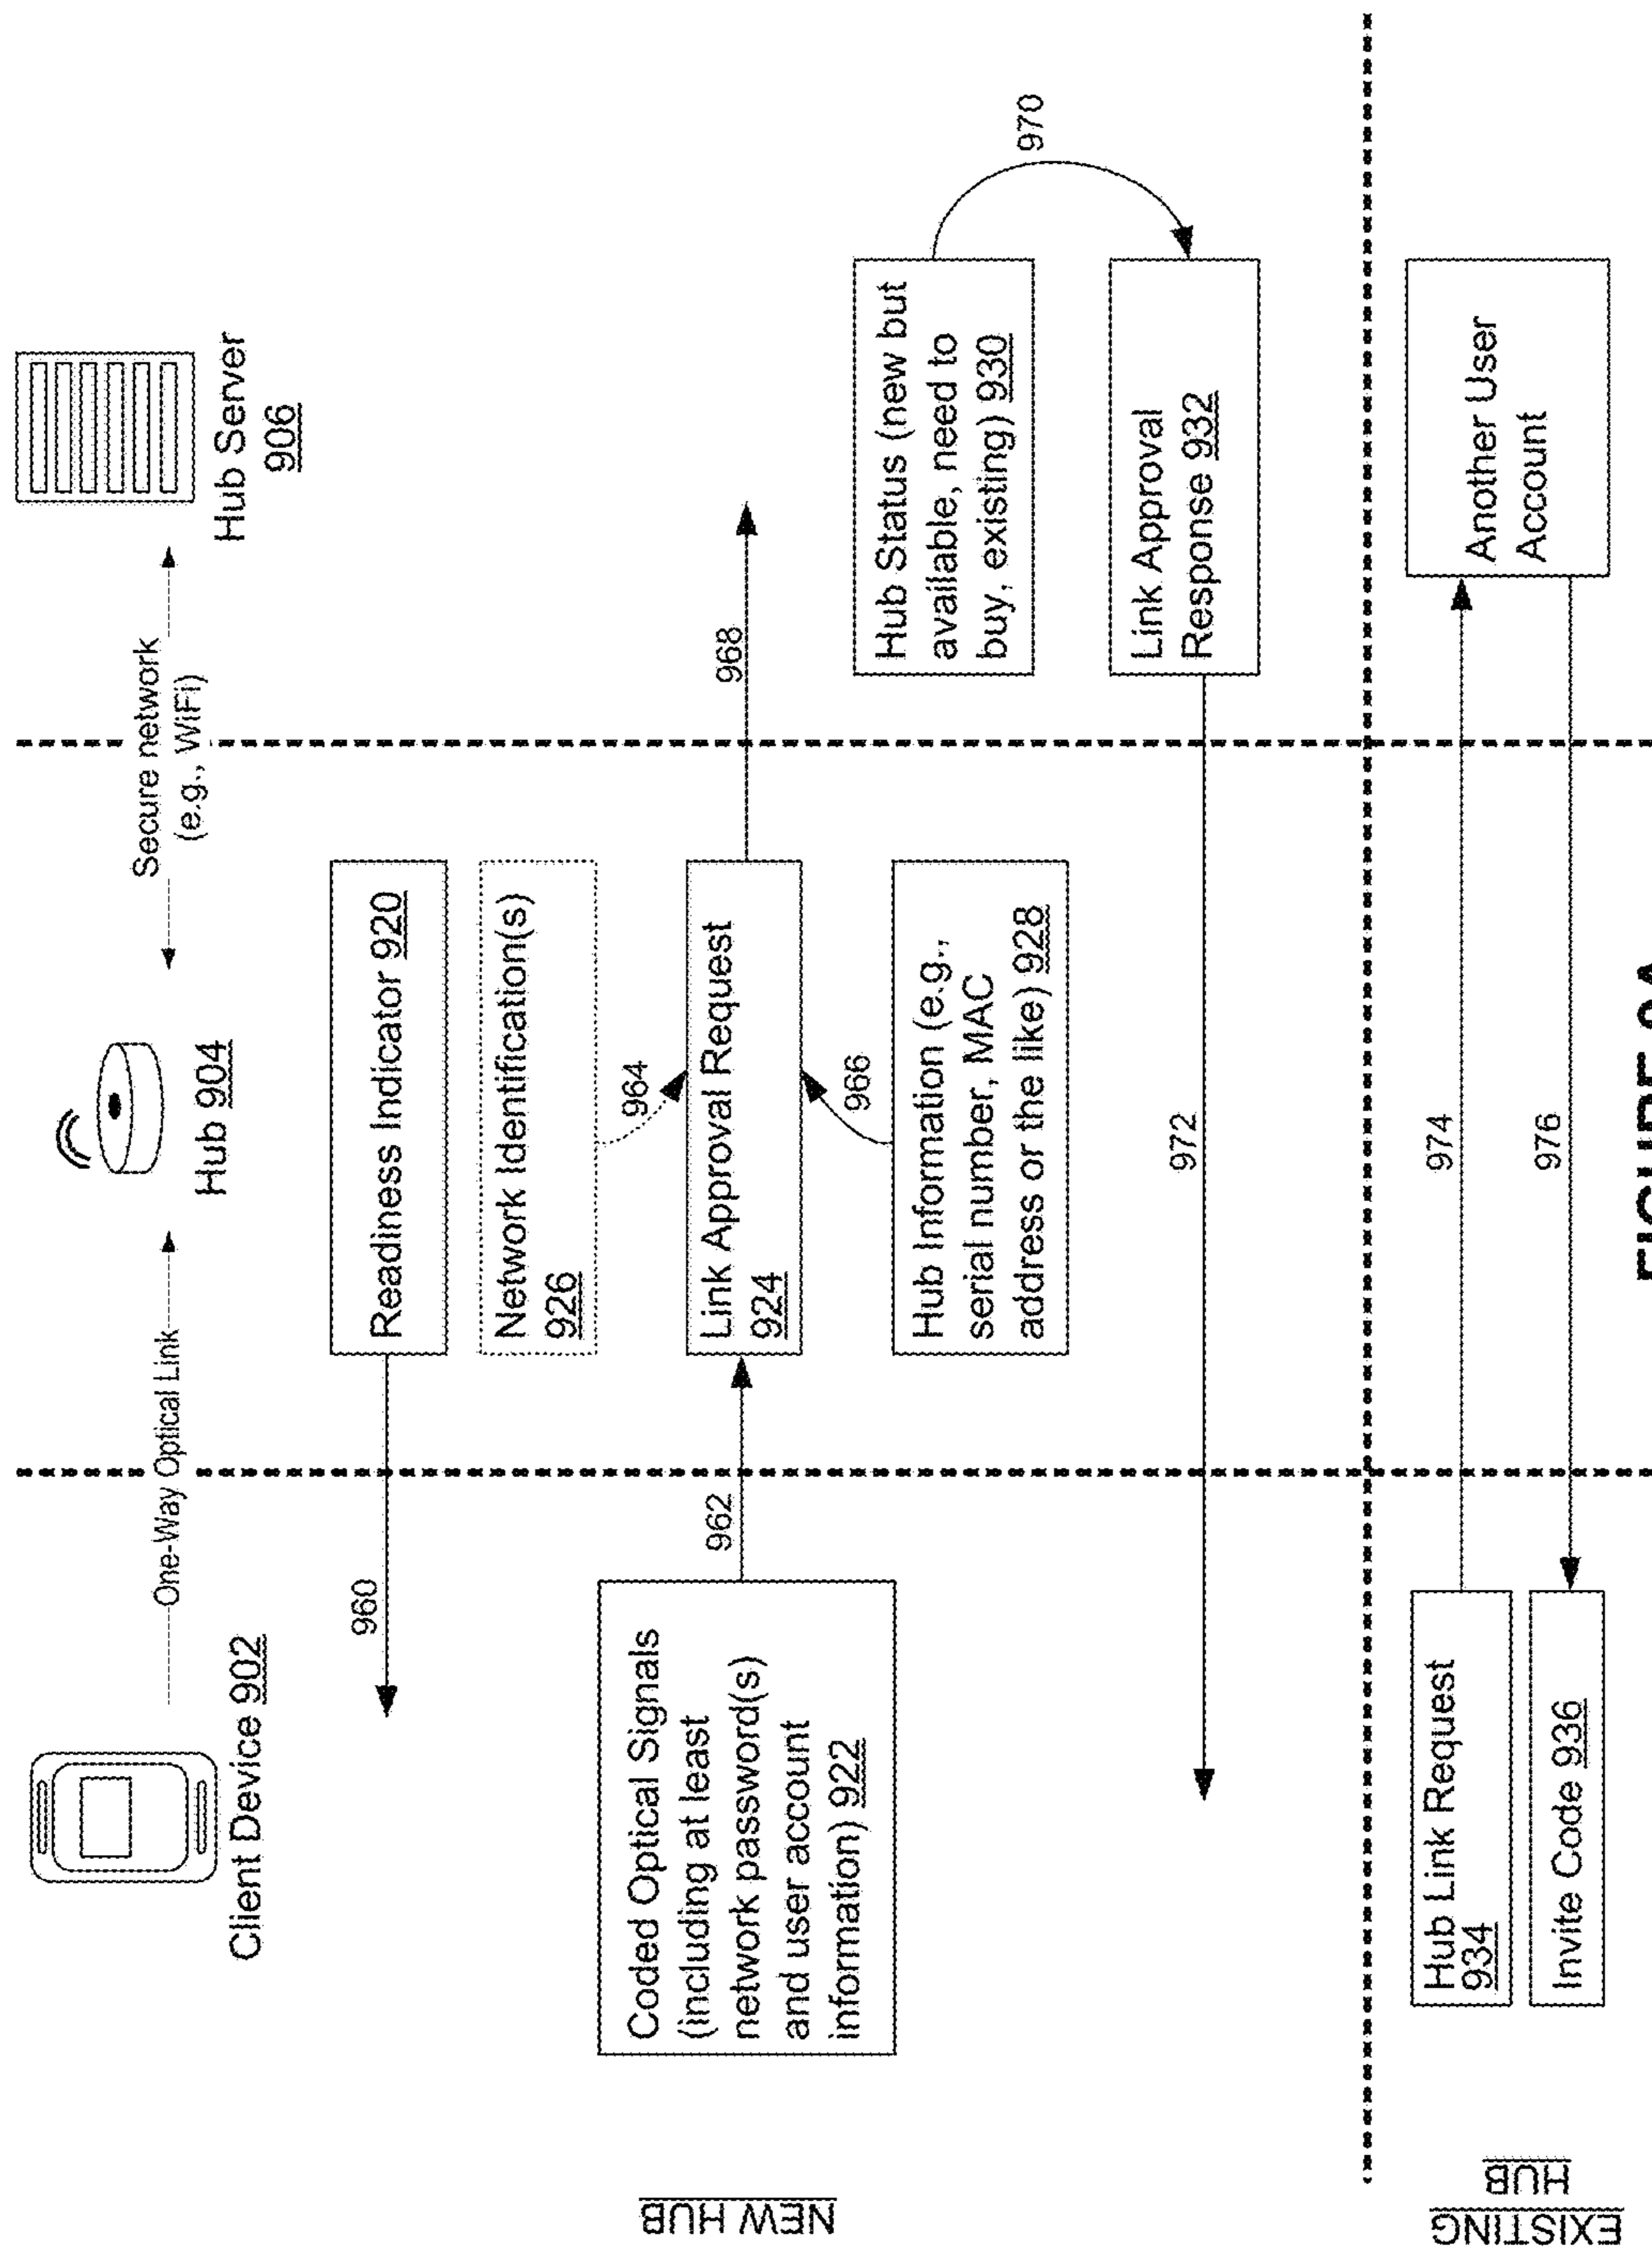 One-Way Optical Link
Secure network
(e.g., WiFi)
Client Device 902
Hub 904
Hub Server
906
NEW HUB
960
Readiness Indicator 920
Network Identification(s)
926
964
Coded Optical Signals
(including at least
network password(s)
and user account
information) 922
962
Link Approval Request
924
968
966
Hub Information (e.g.,
serial number, MAC
address or the like) 928
Hub Status (new but
available, need to
buy, existing) 930
970
Link Approval
Response 932
972
EXISTING
HUB
Hub Link Request
934
974
Another User
Account
Invite Code 936
976